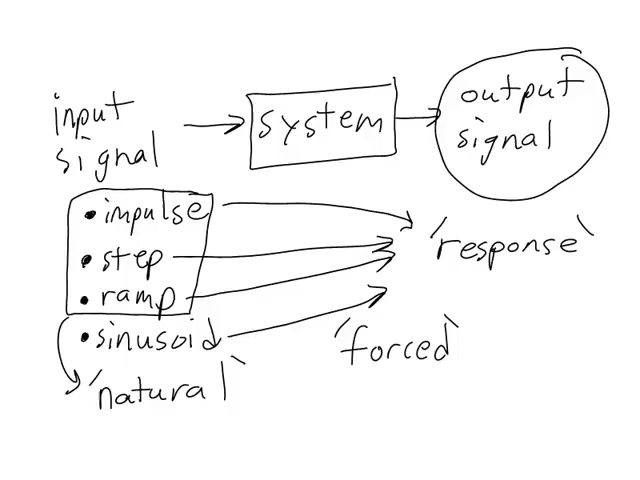 input
signal
system
output
signal
• impulse
• step
• ramp
• sinusoid
'response'
'forced'
'natural'